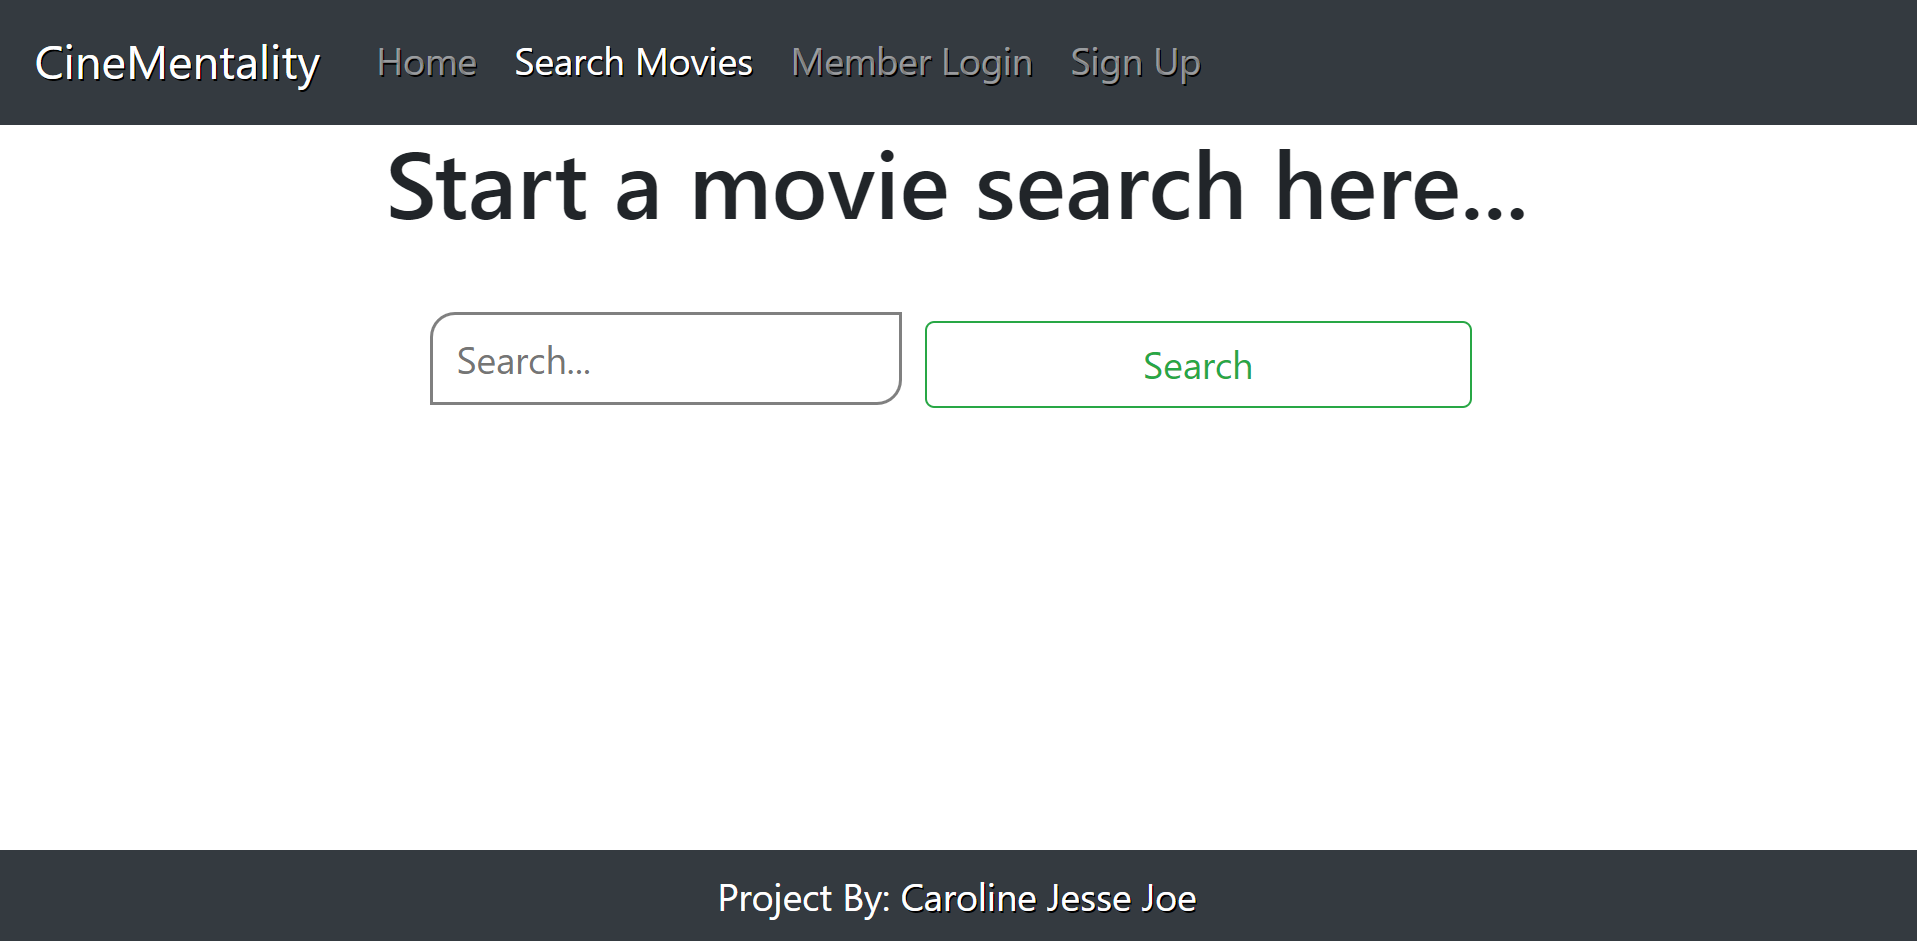 CineMentality Home Search Movies Member Login Sign Up
Start a movie search here...
Search... Search
Project By: Caroline Jesse Joe